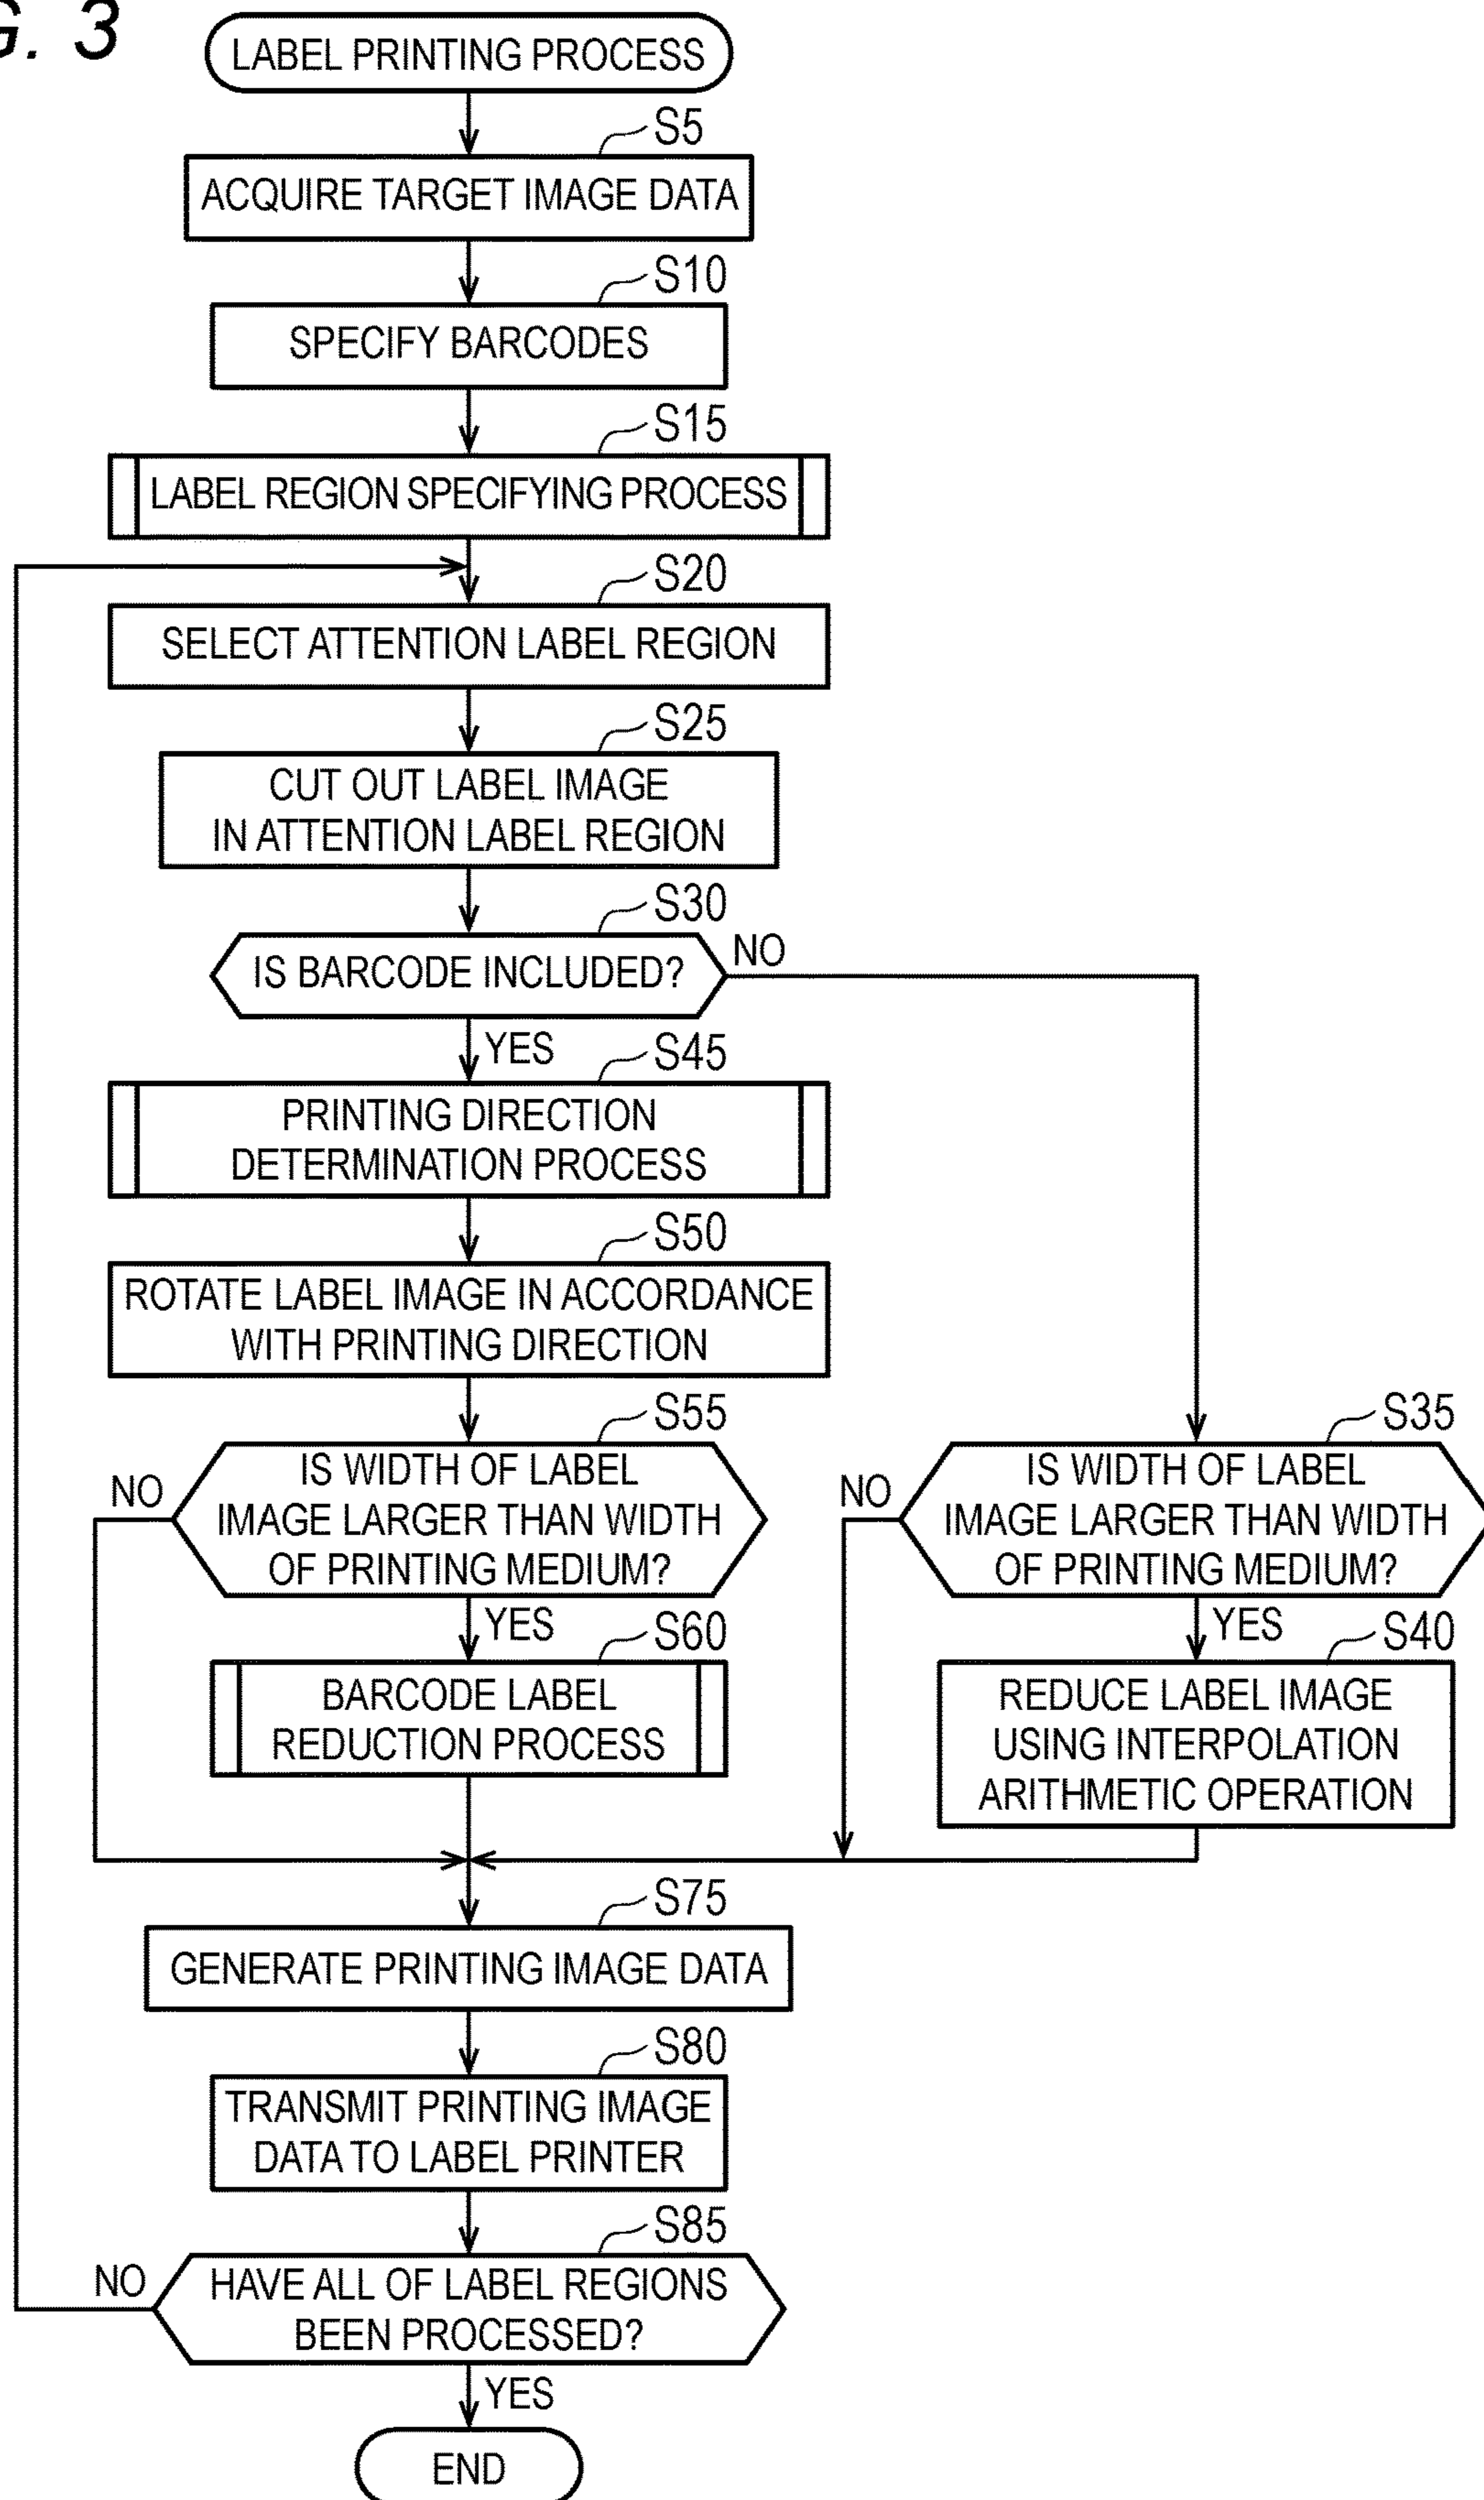 G. 3
LABEL PRINTING PROCESS
S5
ACQUIRE TARGET IMAGE DATA
S10
SPECIFY BARCODES
S15
LABEL REGION SPECIFYING PROCESS
S20
SELECT ATTENTION LABEL REGION
S25
CUT OUT LABEL IMAGE
IN ATTENTION LABEL REGION
S30
IS BARCODE INCLUDED?
NO
YES
S45
PRINTING DIRECTION
DETERMINATION PROCESS
S50
ROTATE LABEL IMAGE IN ACCORDANCE
WITH PRINTING DIRECTION
S55
NO
IS WIDTH OF LABEL
IMAGE LARGER THAN WIDTH
OF PRINTING MEDIUM?
YES
S35
NO
IS WIDTH OF LABEL
IMAGE LARGER THAN WIDTH
OF PRINTING MEDIUM?
YES
S60
BARCODE LABEL
REDUCTION PROCESS
S40
REDUCE LABEL IMAGE
USING INTERPOLATION
ARITHMETIC OPERATION
S75
GENERATE PRINTING IMAGE DATA
S80
TRANSMIT PRINTING IMAGE
DATA TO LABEL PRINTER
S85
NO
HAVE ALL OF LABEL REGIONS
BEEN PROCESSED?
YES
END